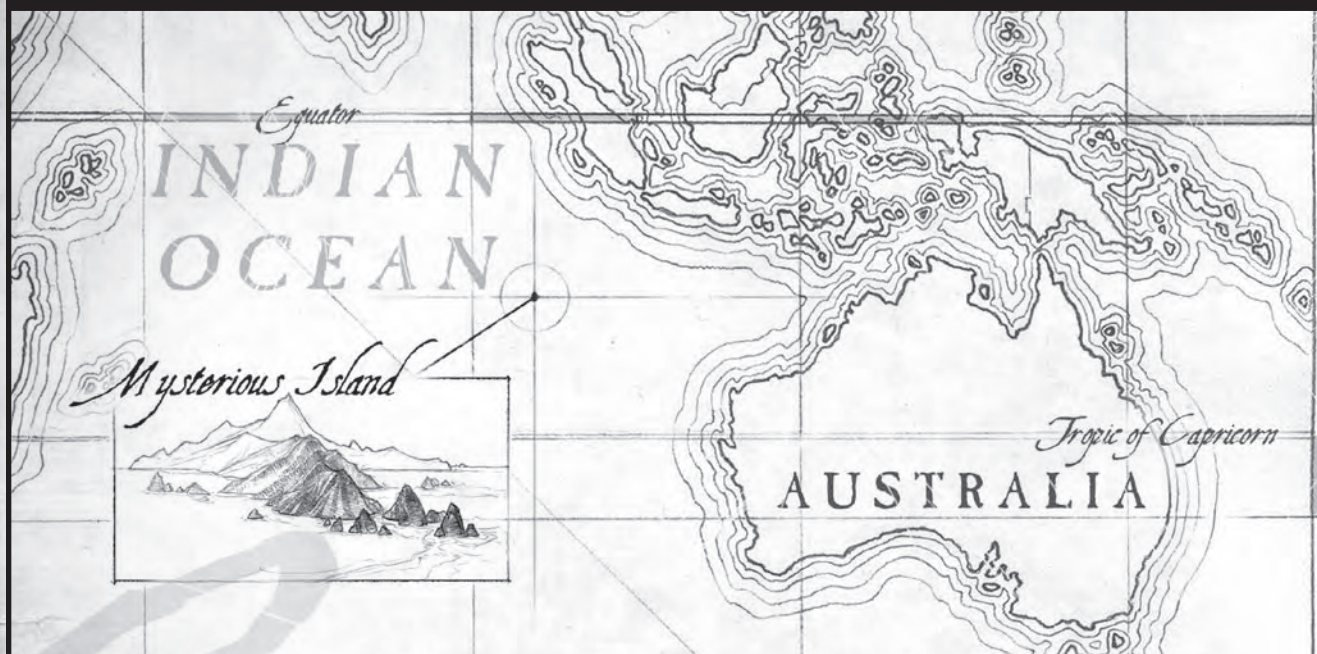 Equator
INDIAN
OCEAN
Mysterious Island
Tropic of Capricorn
AUSTRALIA